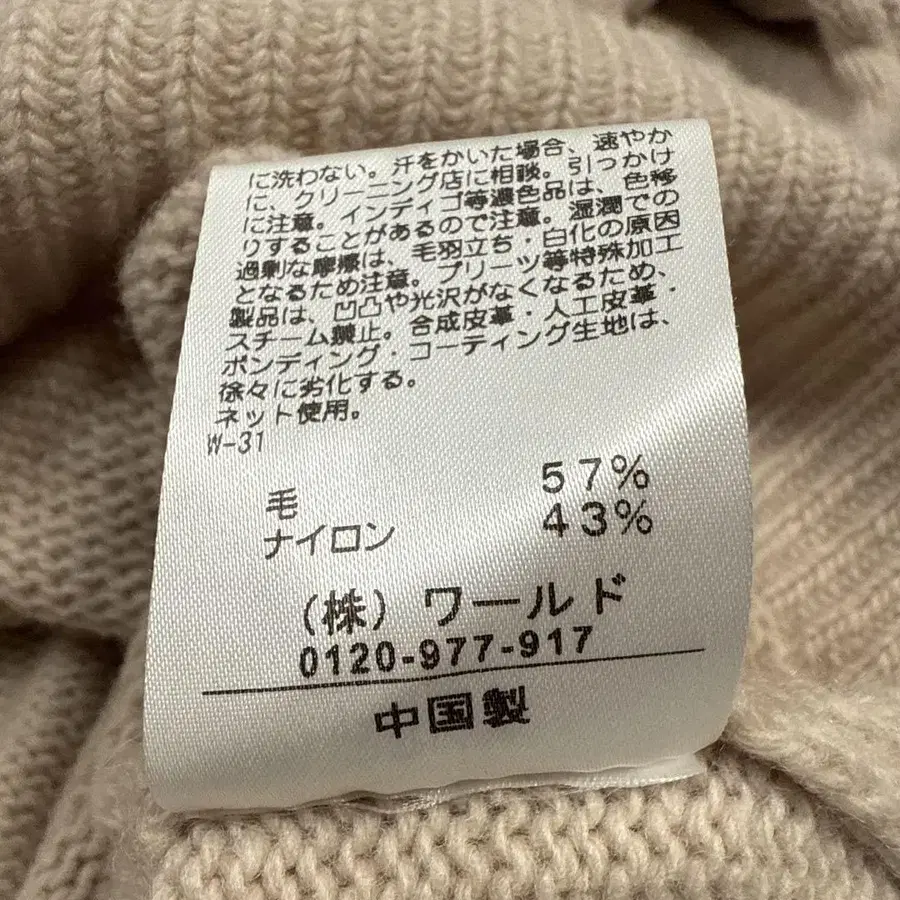 に洗わない。汗をかいた場合、速やか
に、クリーニング店に相談。引っかけ
に注意。インディゴ等濃色品は、色移
りすることがあるので注意。湿潤での
過剰な摩擦は、毛羽立ち・白化の原因
となるため注意。プリーツ等特殊加工
製品は、凹凸や光沢がなくなるため、
スチーム禁止。合成皮革・人工皮革・
ボンディング・コーティング生地は、
徐々に劣化する。
ネット使用。
W-31
毛 57%
ナイロン 43%
(株) ワールド
0120-977-917
中国製